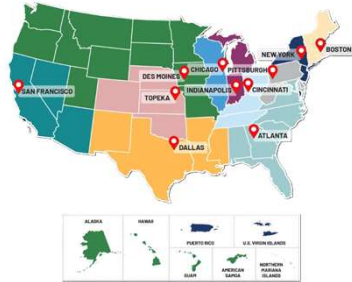 NEW YORK
BOSTON
CHICAGO
PITTSBURGH
DES MOINES
SAN FRANCISCO
INDIANAPOLIS
CINCINNATI
TOPEKA
ATLANTA
DALLAS
ALASKA
HAWAII
PUERTO RICO
U.S. VIRGIN ISLANDS
GUAM
AMERICAN
SAMOA
NORTHERN
MARIANA
ISLANDS